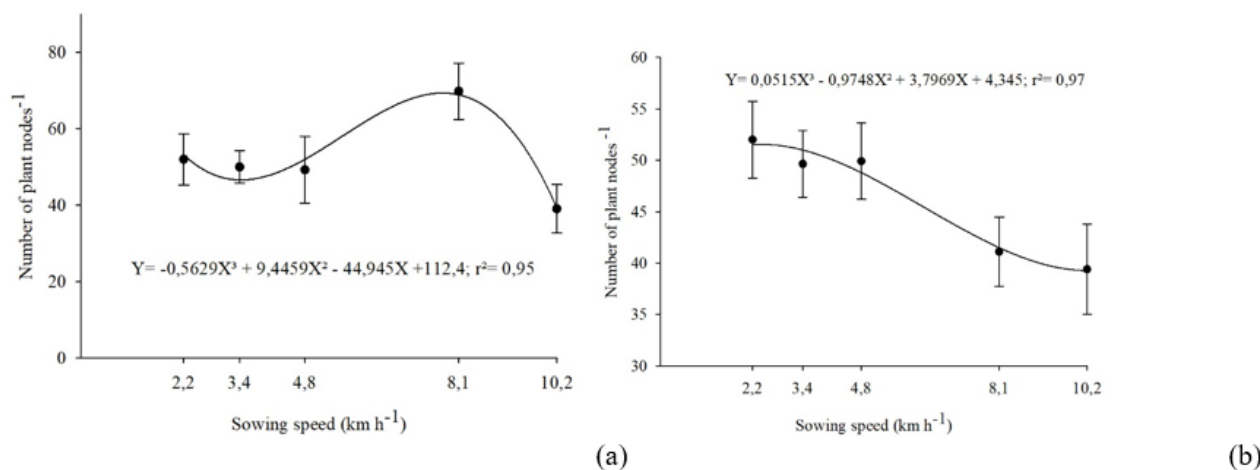 80
60
40
20
0
Number of plant nodes-1
Y= -0,5629X³ + 9,4459X² - 44,945X +112,4; r²= 0,95
2,2 3,4 4,8 8,1 10,2
Sowing speed (km h-1)
(a)
60
55
50
45
40
35
30
Number of plant nodes -1
Y= 0,0515X³ - 0,9748X² + 3,7969X + 4,345; r²= 0,97
2,2 3,4 4,8 8,1 10,2
Sowing speed (km h-1)
(b)